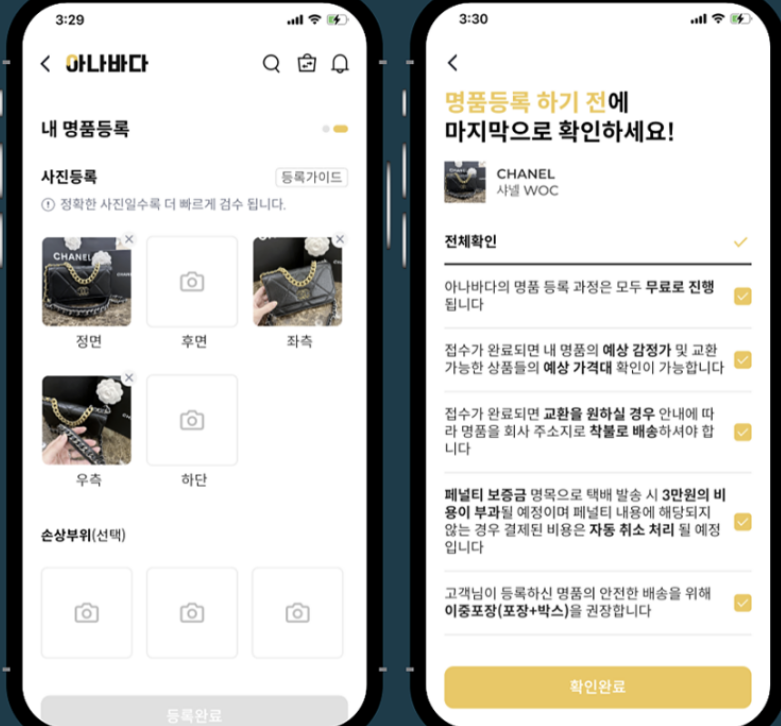 3:29
아나바다
내 명품등록
사진등록
등록가이드
정확한 사진일수록 더 빠르게 검수 됩니다.
CHANEL
정면
후면
좌측
우측
하단
손상부위(선택)
등록완료
3:30
명품등록 하기 전에
마지막으로 확인하세요!
CHANEL
샤넬 WOC
전체확인
아나바다의 명품 등록 과정은 모두 무료로 진행
됩니다
접수가 완료되면 내 명품의 예상 감정가 및 교환
가능한 상품들의 예상 가격대 확인이 가능합니다
접수가 완료되면 교환을 원하실 경우 안내에 따
라 명품을 회사 주소지로 착불로 배송하셔야 합
니다
페널티 보증금 명목으로 택배 발송 시 3만원의 비
용이 부과될 예정이며 페널티 내용에 해당되지
않는 경우 결제된 비용은 자동 취소 처리 될 예정
입니다
고객님이 등록하신 명품의 안전한 배송을 위해
이중포장(포장+박스)을 권장합니다
확인완료